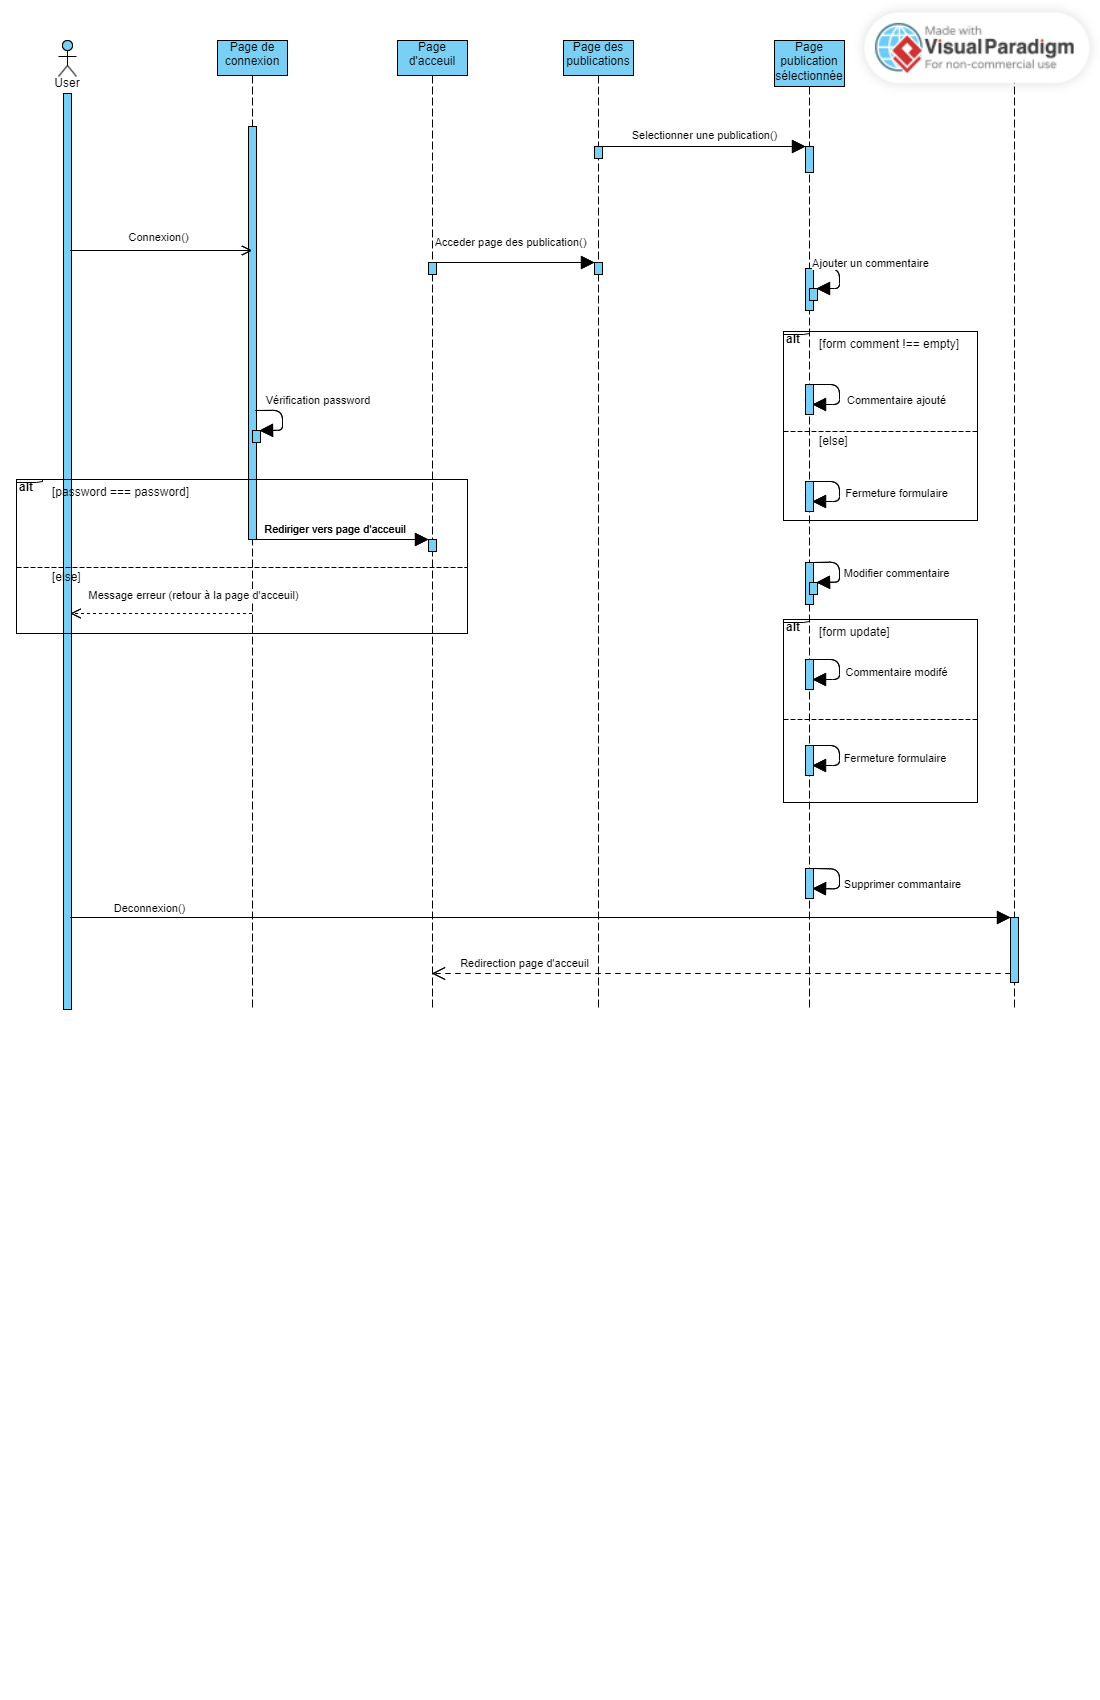 Made with
VisualParadigm
For non-commercial use
User
Page de
connexion
Page
d'acceuil
Page des
publications
Page
publication
sélectionnée
Selectionner une publication()
Connexion()
Acceder page des publication()
Ajouter un commentaire
alt
[form comment !== empty]
Commentaire ajouté
Vérification password
[else]
alt
[password === password]
Fermeture formulaire
Rediriger vers page d'acceuil
[else]
Modifier commentaire
Message erreur (retour à la page d'acceuil)
alt
[form update]
Commentaire modifé
Fermeture formulaire
Supprimer commantaire
Deconnexion()
Redirection page d'acceuil